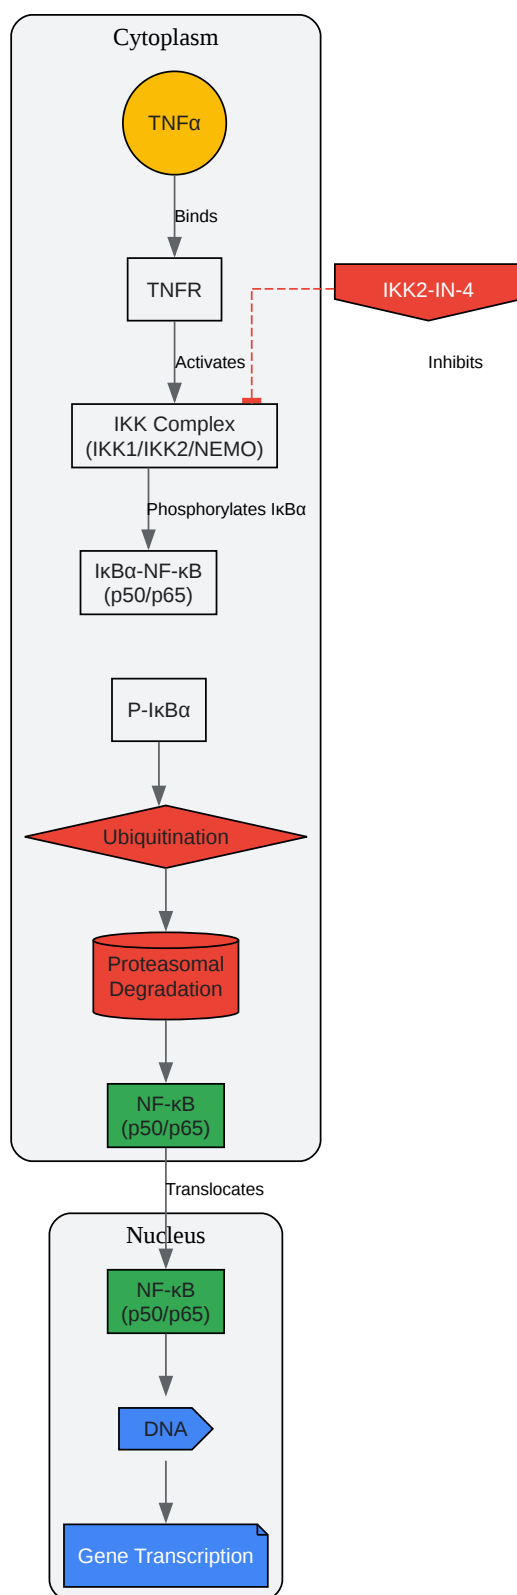 Cytoplasm
TNFα
Binds
TNFR
IKK2-IN-4
Activates
Inhibits
IKK Complex
(IKK1/IKK2/NEMO)
Phosphorylates IκBα
IκBα-NF-κB
(p50/p65)
P-IκBα
Ubiquitination
Proteasomal
Degradation
NF-κB
(p50/p65)
Translocates
Nucleus
NF-κB
(p50/p65)
DNA
Gene Transcription